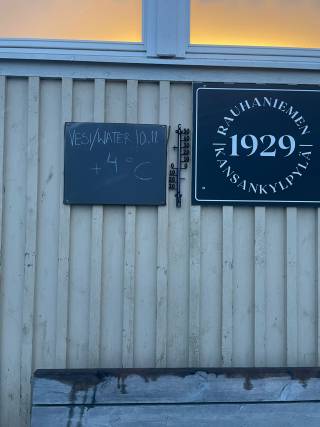 VESI/WATER 10.11
+4°C
RAUHANIEMEN
1929
KANSANKYLPYLÄ